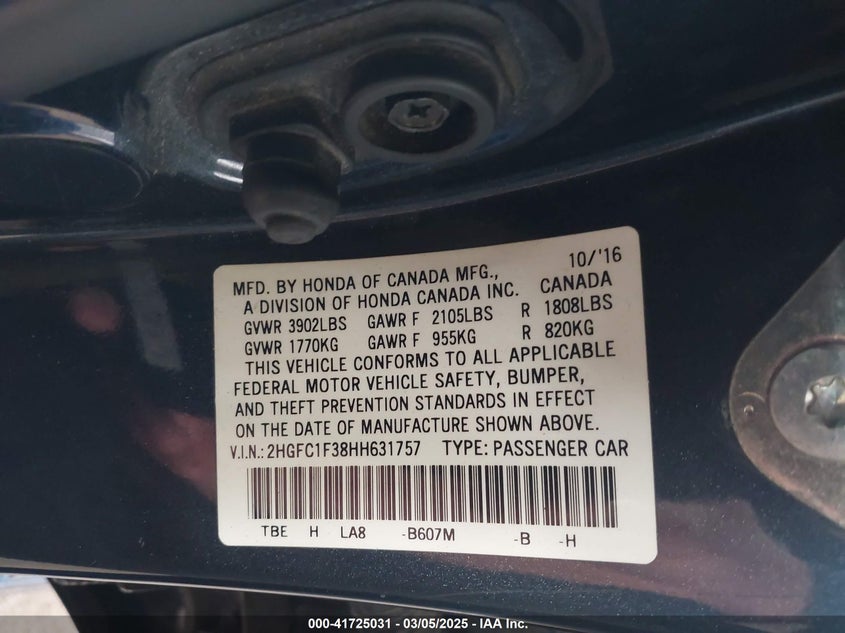 10/'16
MFD. BY HONDA OF CANADA MFG.,
A DIVISION OF HONDA CANADA INC. CANADA
GVWR 3902LBS GAWR F 2105LBS R 1808LBS
GVWR 1770KG GAWR F 955KG R 820KG
THIS VEHICLE CONFORMS TO ALL APPLICABLE
FEDERAL MOTOR VEHICLE SAFETY, BUMPER,
AND THEFT PREVENTION STANDARDS IN EFFECT
ON THE DATE OF MANUFACTURE SHOWN ABOVE.
V.I.N.:2HGFC1F38HH631757 TYPE:PASSENGER CAR
TBE H LA8 -B607M -B -H
000-41725031 — 03/05/2025 — IAA Inc.